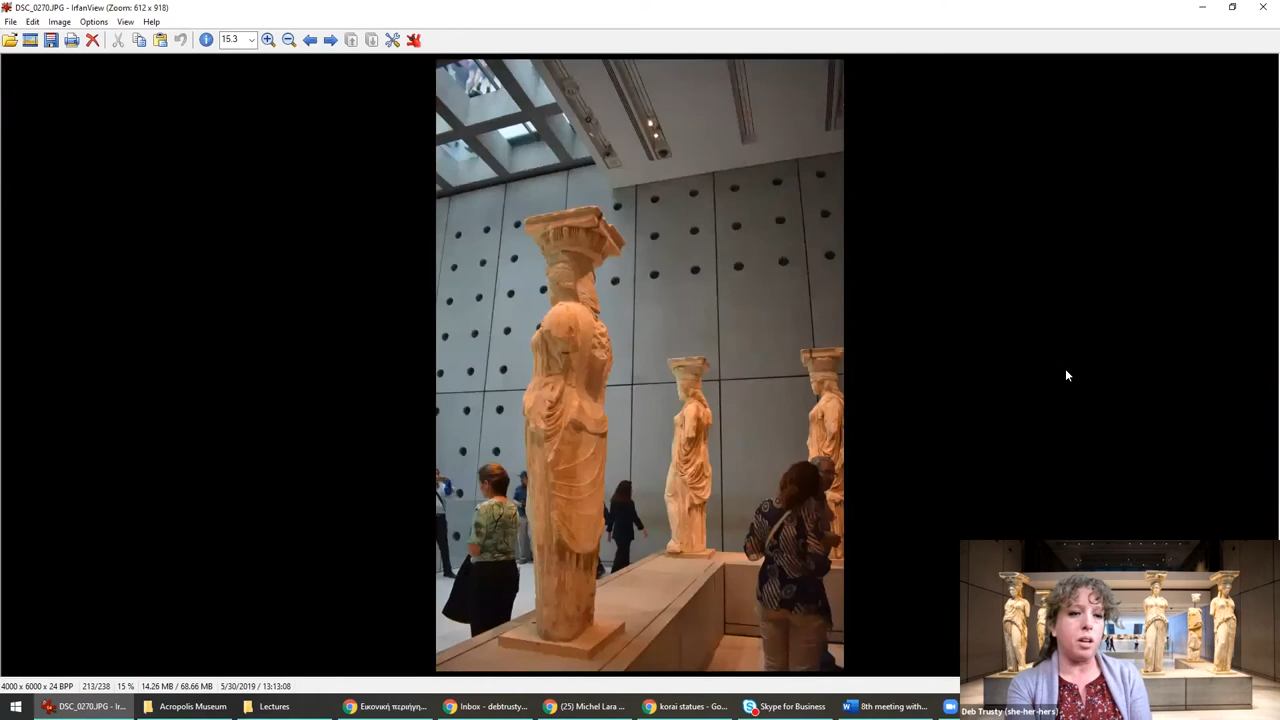 DSC_0270.JPG - IrfanView (Zoom: 612 x 918)
File Edit Image Options View Help
15.3
4000 x 6000 x 24 BPP 213/238 15 % 14.26 MB / 68.66 MB 5/30/2019 / 13:13:08
Deb Trusty (she-her-hers)
DSC_0270.JPG - Ir... Acropolis Museum Lectures Εικονική περιήγη... Inbox - debtrusty... (25) Michel Lara ... korai statues - Go... Skype for Business 8th meeting with...